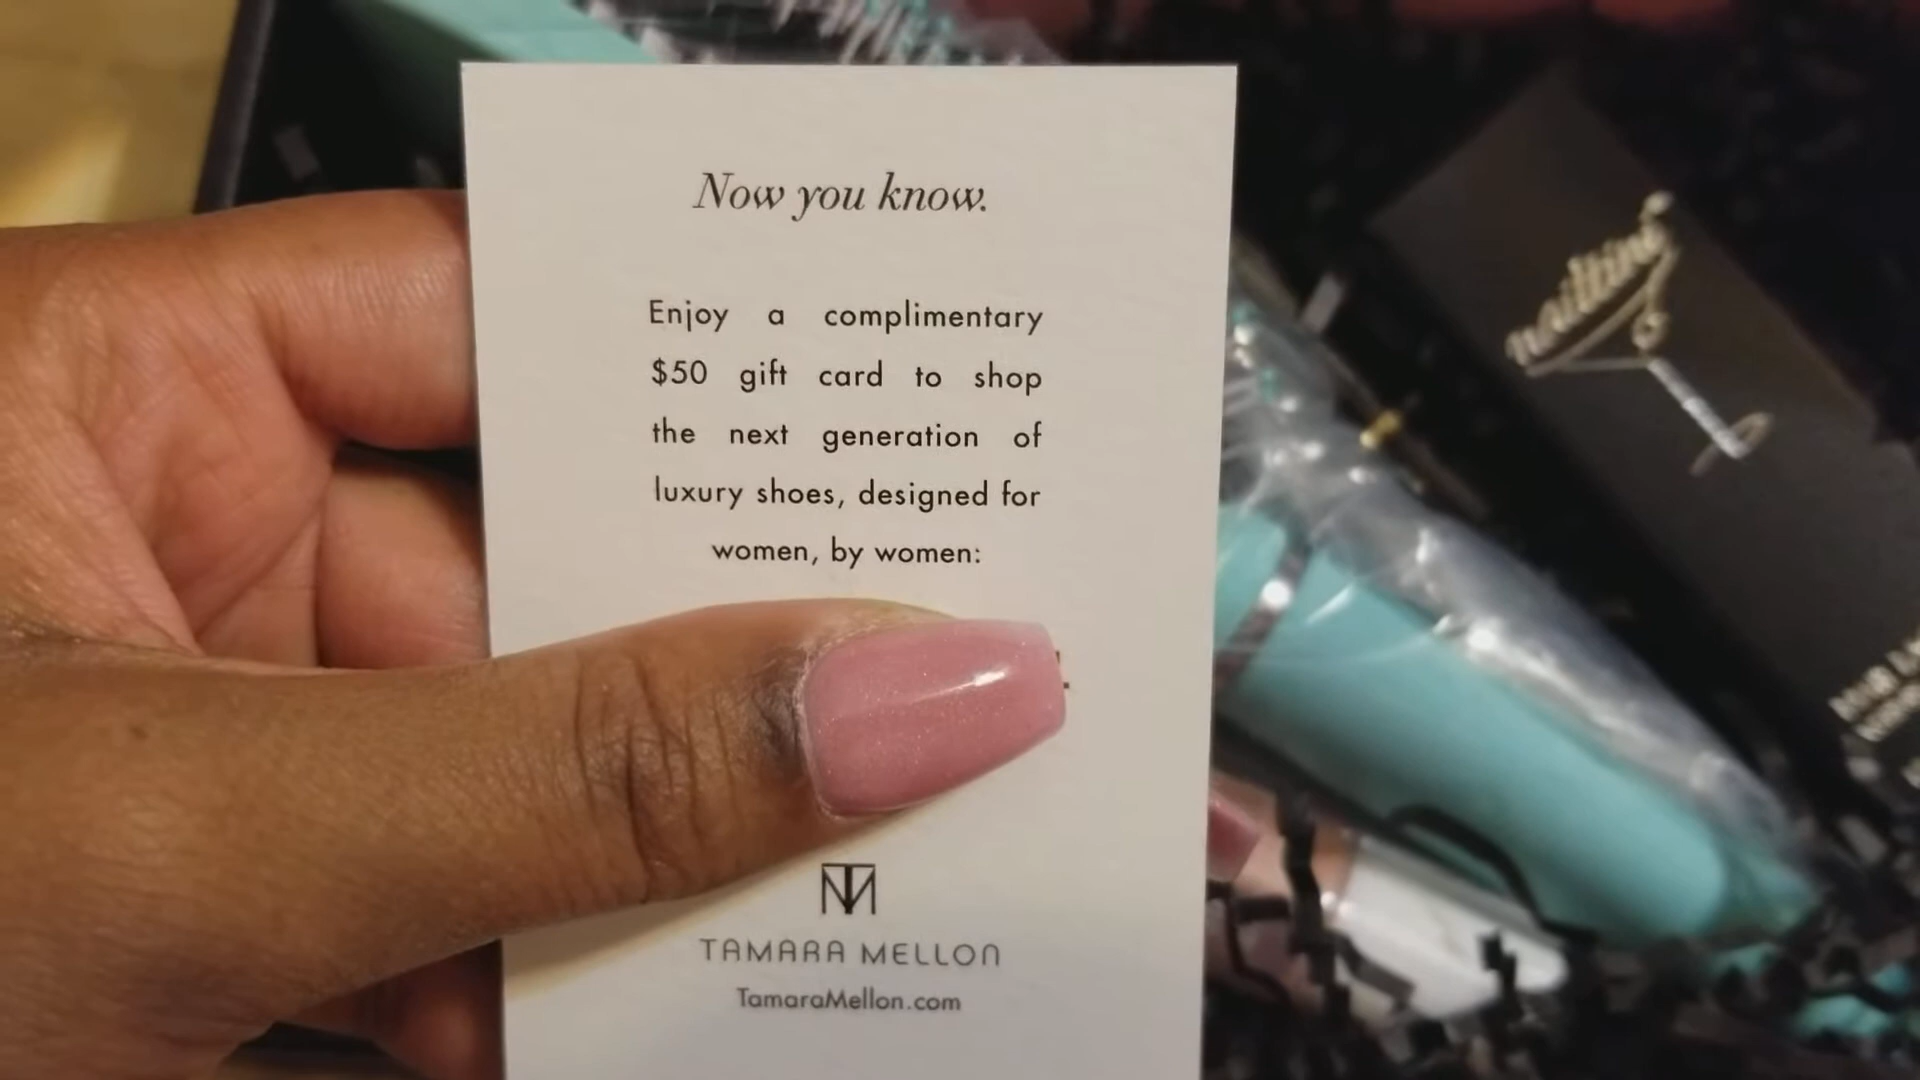 Now you know.
Enjoy a complimentary
$50 gift card to shop
the next generation of
luxury shoes, designed for
women, by women:
TM
TAMARA MELLON
TamaraMellon.com
nailtini